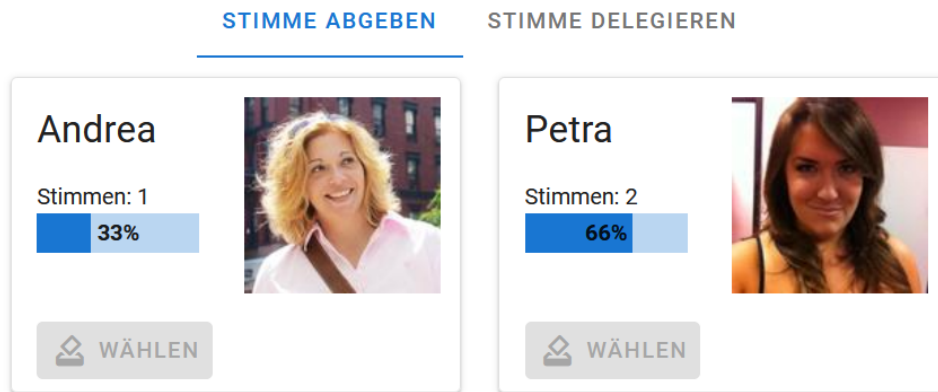 STIMME ABGEBEN
STIMME DELEGIEREN
Andrea
Stimmen: 1
33%
WÄHLEN
Petra
Stimmen: 2
66%
WÄHLEN